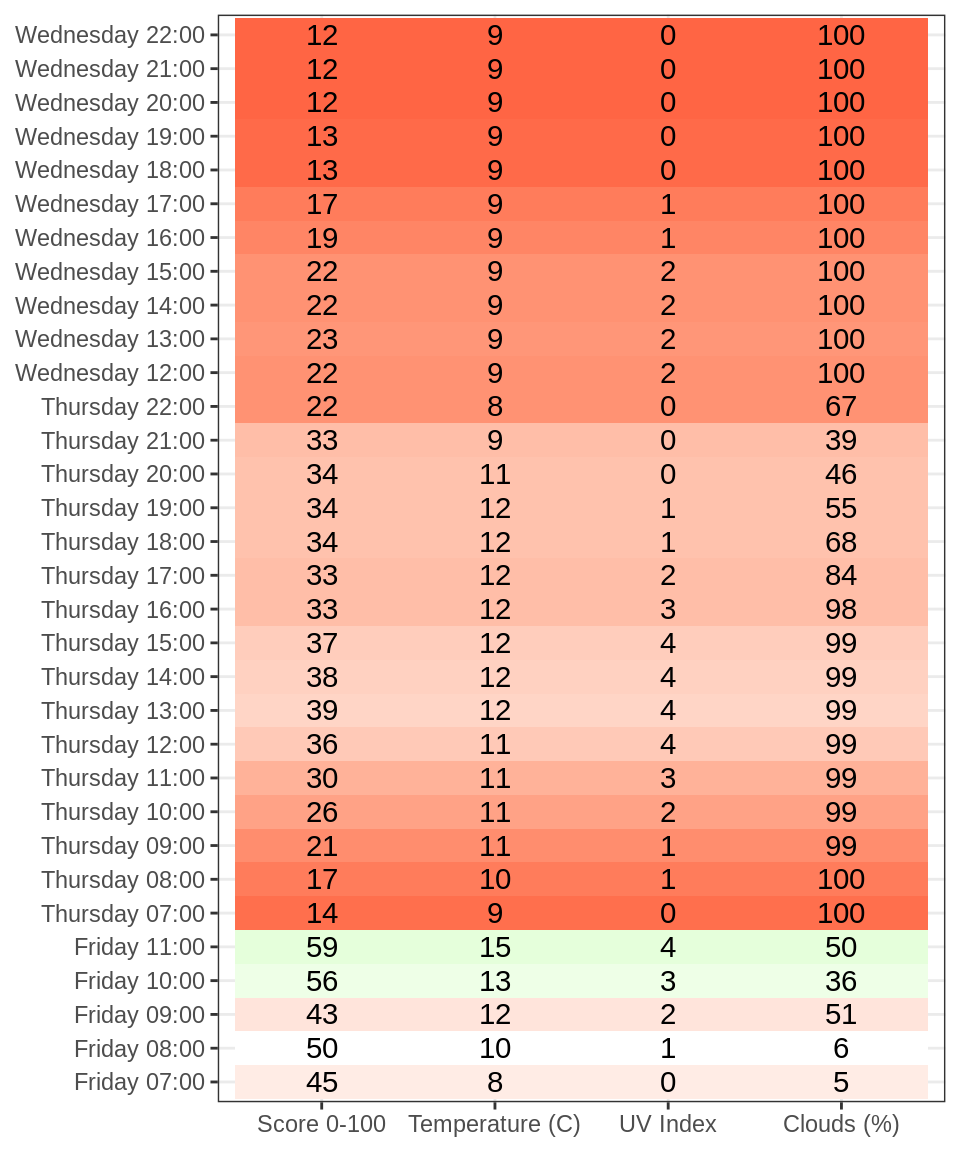 Wednesday 22:00 12 9 0 100
Wednesday 21:00 12 9 0 100
Wednesday 20:00 12 9 0 100
Wednesday 19:00 13 9 0 100
Wednesday 18:00 13 9 0 100
Wednesday 17:00 17 9 1 100
Wednesday 16:00 19 9 1 100
Wednesday 15:00 22 9 2 100
Wednesday 14:00 22 9 2 100
Wednesday 13:00 23 9 2 100
Wednesday 12:00 22 9 2 100
Thursday 22:00 22 8 0 67
Thursday 21:00 33 9 0 39
Thursday 20:00 34 11 0 46
Thursday 19:00 34 12 1 55
Thursday 18:00 34 12 1 68
Thursday 17:00 33 12 2 84
Thursday 16:00 33 12 3 98
Thursday 15:00 37 12 4 99
Thursday 14:00 38 12 4 99
Thursday 13:00 39 12 4 99
Thursday 12:00 36 11 4 99
Thursday 11:00 30 11 3 99
Thursday 10:00 26 11 2 99
Thursday 09:00 21 11 1 99
Thursday 08:00 17 10 1 100
Thursday 07:00 14 9 0 100
Friday 11:00 59 15 4 50
Friday 10:00 56 13 3 36
Friday 09:00 43 12 2 51
Friday 08:00 50 10 1 6
Friday 07:00 45 8 0 5
Score 0-100 Temperature (C) UV Index Clouds (%)